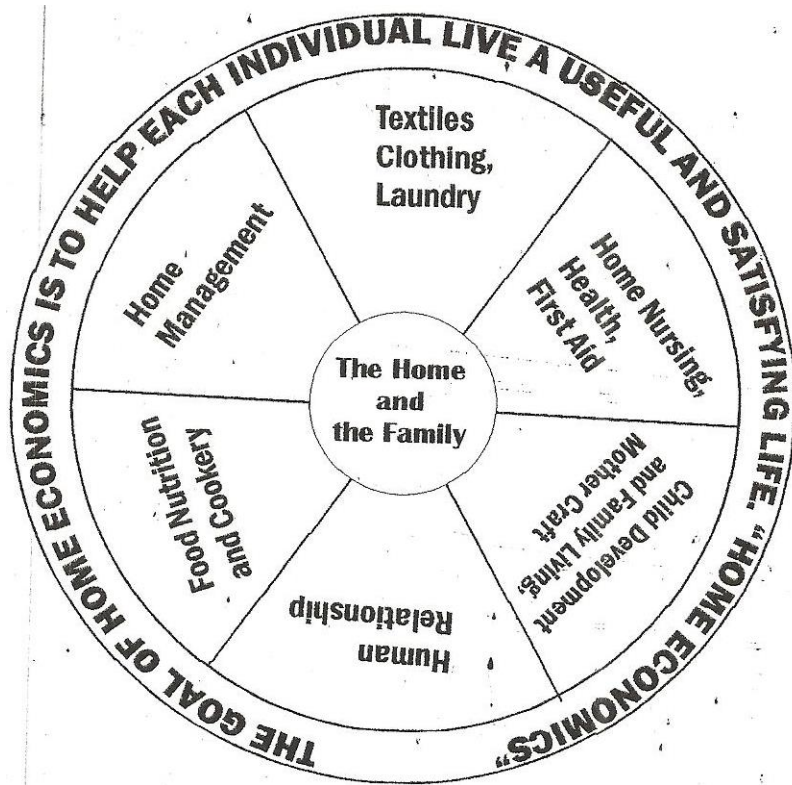 THE GOAL OF HOME ECONOMICS IS TO HELP EACH INDIVIDUAL LIVE A USEFUL AND SATISFYING LIFE. "HOME ECONOMICS"
Textiles
Clothing,
Laundry
Home Nursing,
Health,
First Aid
Child Development
and Family Living,
Mother Craft
Human
Relationship
Food Nutrition
and Cookery
Home
Management
The Home
and
the Family